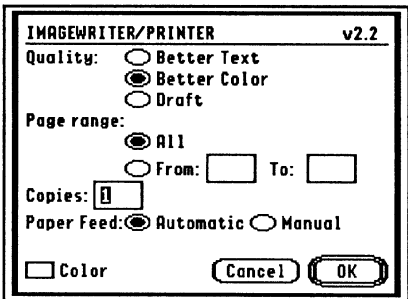 IMAGEWRITER/PRINTER v2.2
Quality: Better Text
Better Color
Draft
Page range:
All
From: To:
Copies: 1
Paper Feed: Automatic Manual
Color Cancel OK